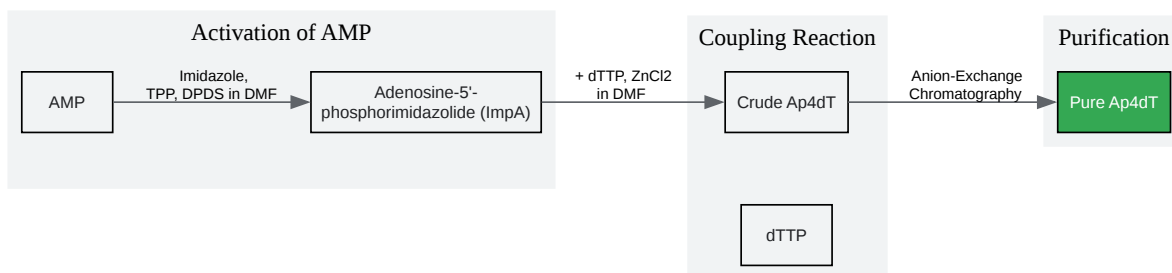 Activation of AMP
Coupling Reaction
Purification
AMP
Imidazole,
TPP, DPDS in DMF
Adenosine-5'-
phosphorimidazolide (ImpA)
+ dTTP, ZnCl2
in DMF
Crude Ap4dT
Anion-Exchange
Chromatography
Pure Ap4dT
dTTP